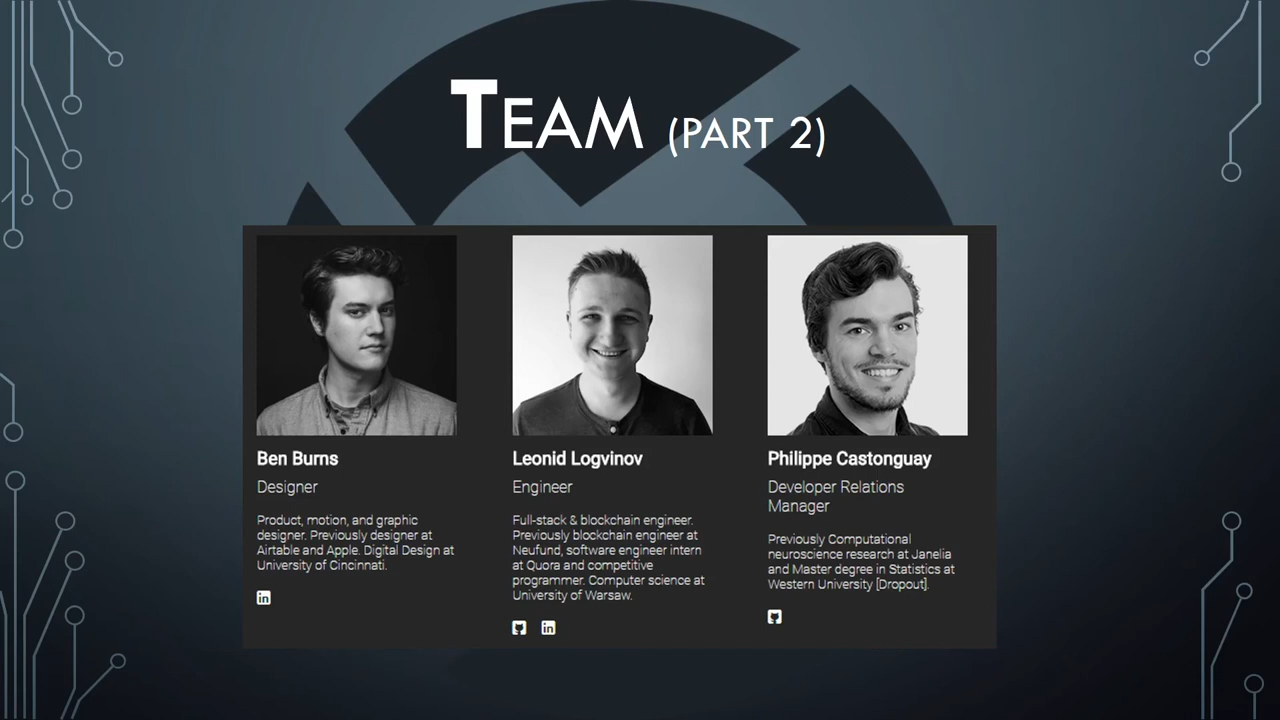 TEAM (PART 2)
Ben Burns
Designer
Product, motion, and graphic
designer. Previously designer at
Airtable and Apple. Digital Design at
University of Cincinnati.
in
Leonid Logvinov
Engineer
Full-stack & blockchain engineer.
Previously blockchain engineer at
Neufund, software engineer intern
at Quora and competitive
programmer. Computer science at
University of Warsaw.
in
Philippe Castonguay
Developer Relations
Manager
Previously Computational
neuroscience research at Janelia
and Master degree in Statistics at
Western University [Dropout].